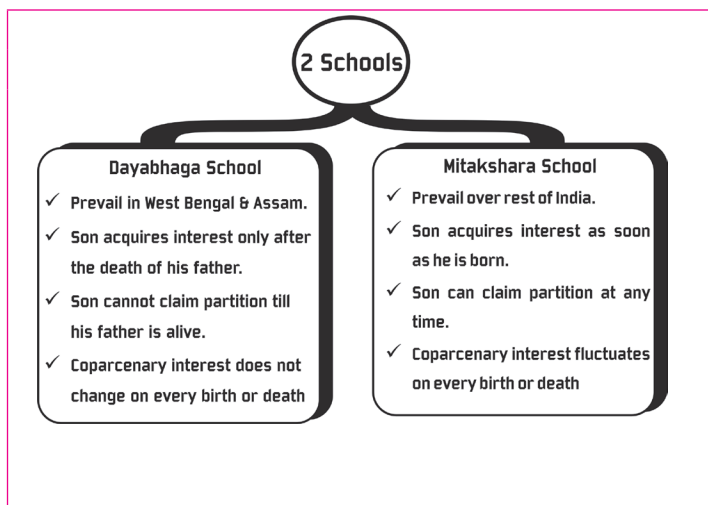 2 Schools
Dayabhaga School
✓ Prevail in West Bengal & Assam.
✓ Son acquires interest only after
the death of his father.
✓ Son cannot claim partition till
his father is alive.
✓ Coparcenary interest does not
change on every birth or death
Mitakshara School
✓ Prevail over rest of India.
✓ Son acquires interest as soon
as he is born.
✓ Son can claim partition at any
time.
✓ Coparcenary interest fluctuates
on every birth or death